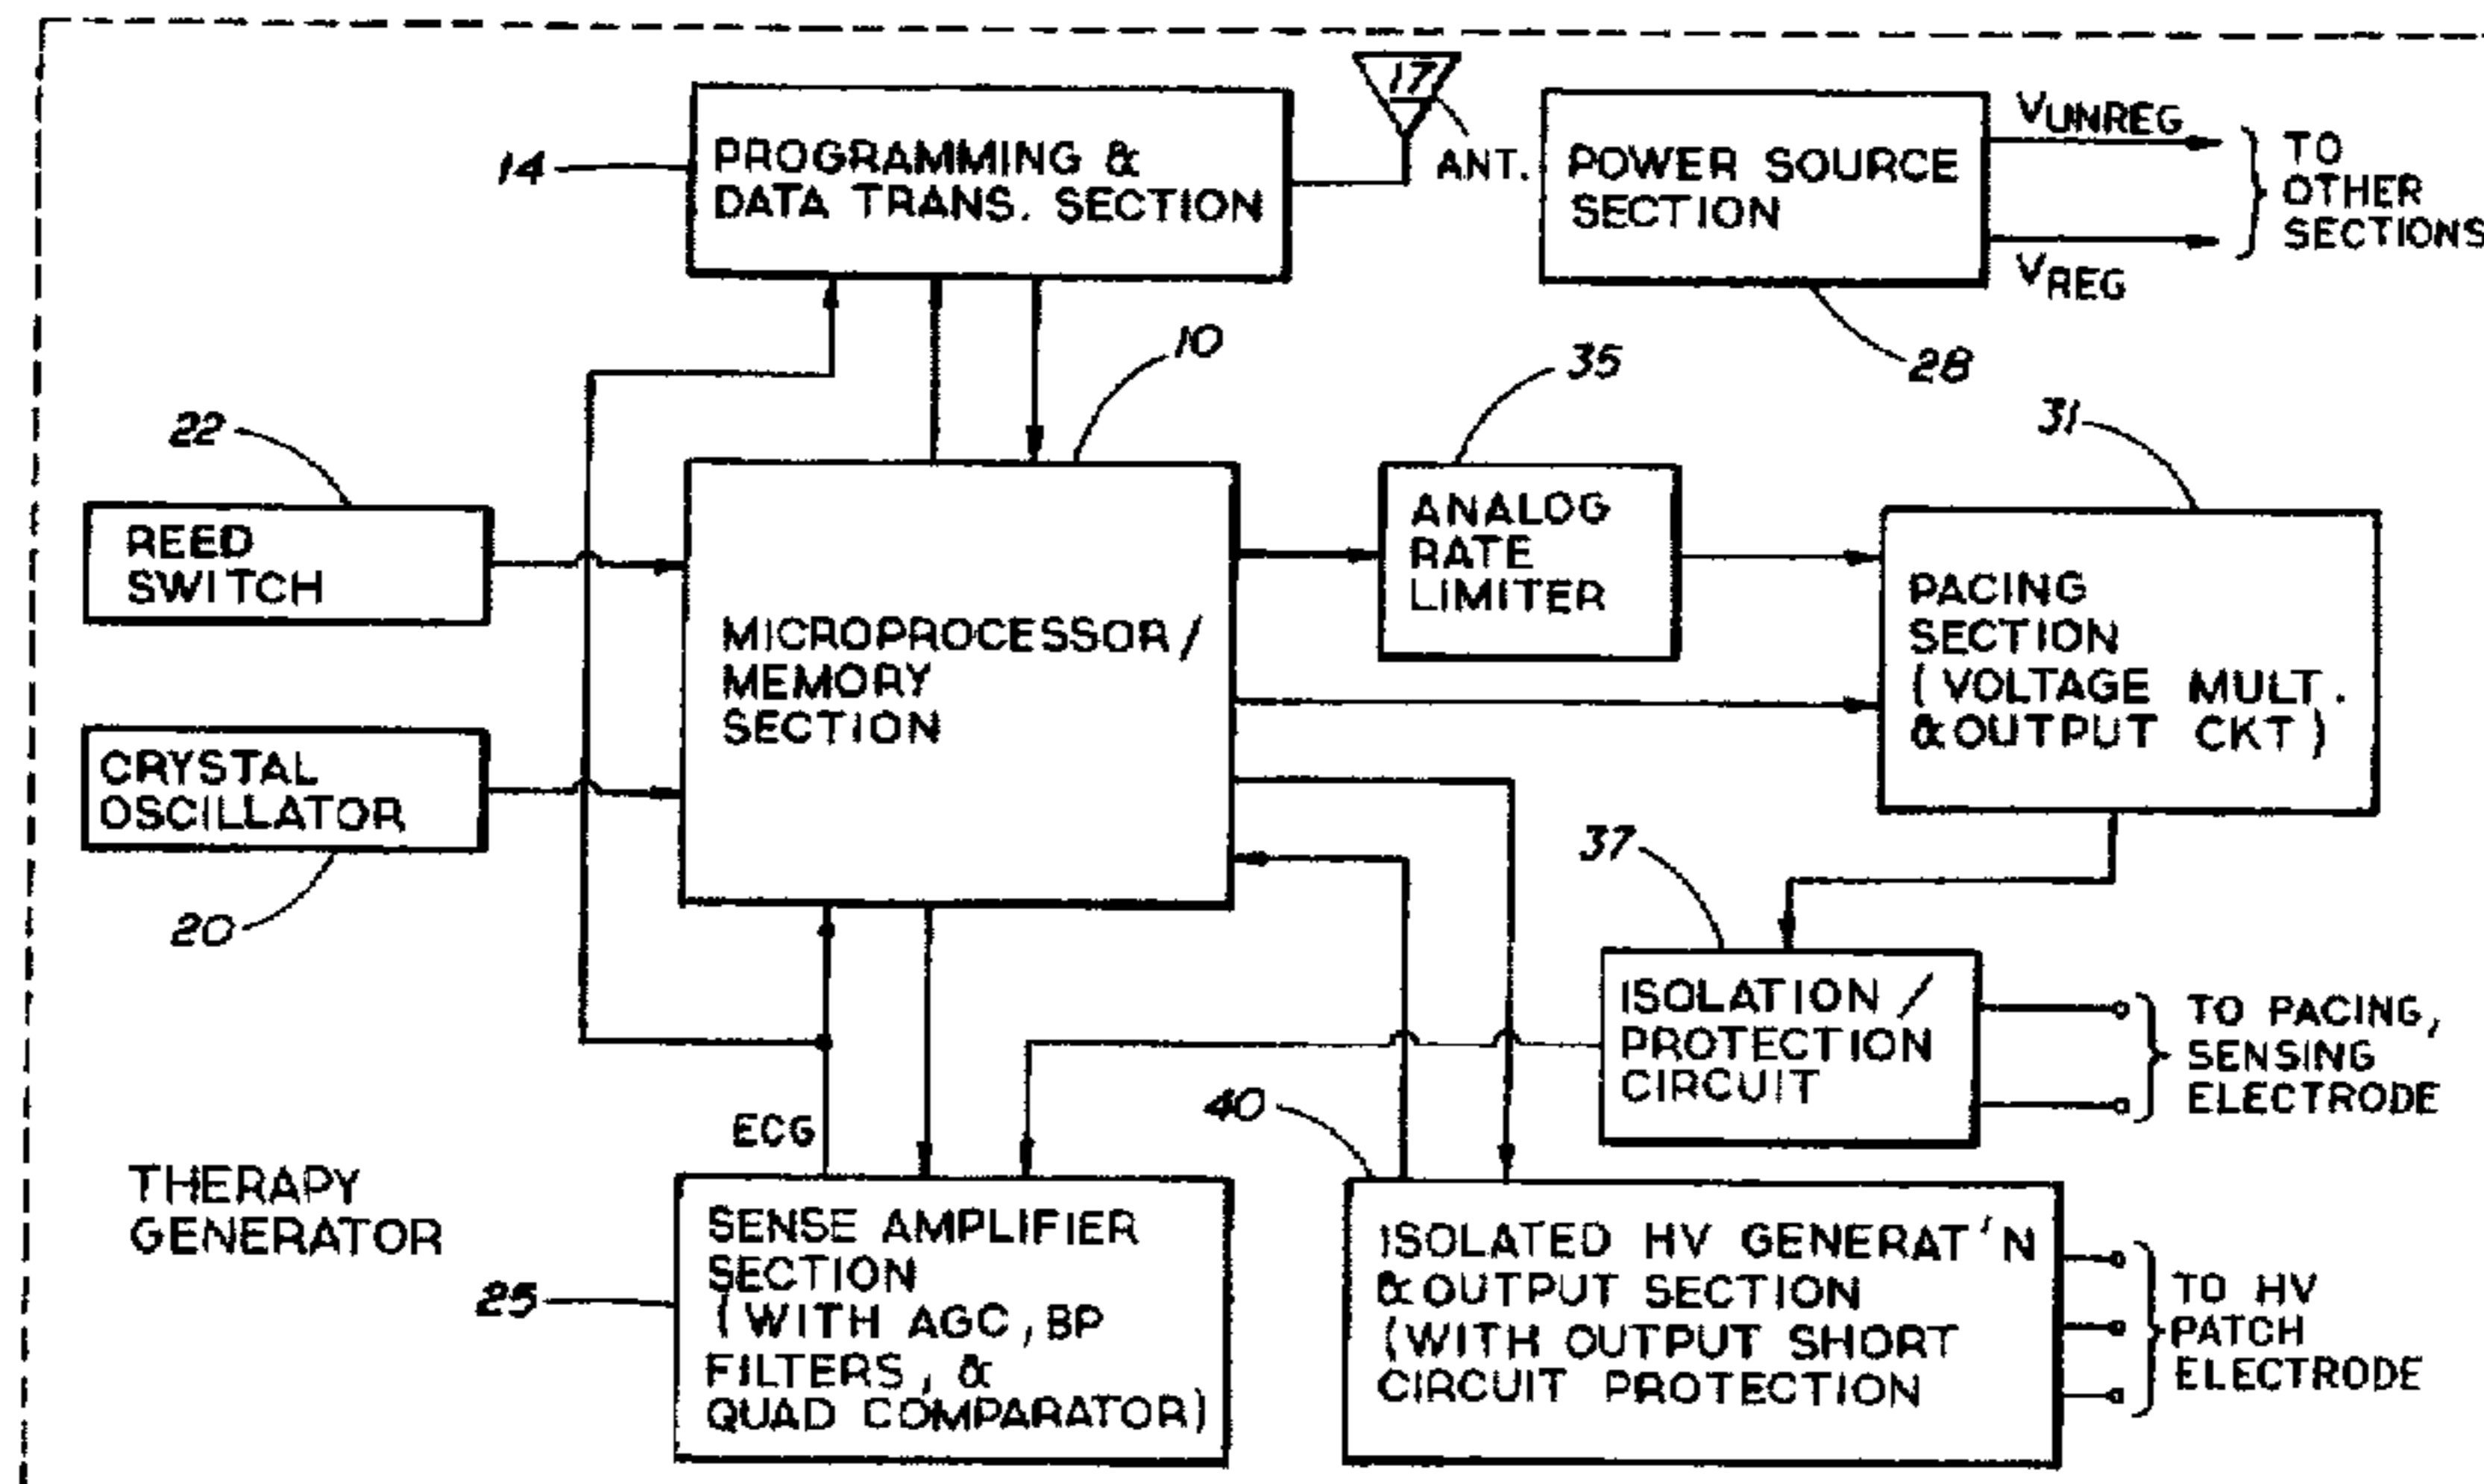 17
14
PROGRAMMING &
DATA TRANS. SECTION
ANT.
POWER SOURCE
SECTION
VUNREG
VREG
TO
OTHER
SECTIONS
28
10
35
31
22
REED
SWITCH
CRYSTAL
OSCILLATOR
20
MICROPROCESSOR/
MEMORY
SECTION
ANALOG
RATE
LIMITER
PACING
SECTION
(VOLTAGE MULT.
& OUTPUT CKT)
37
ISOLATION /
PROTECTION
CIRCUIT
TO PACING,
SENSING
ELECTRODE
ECG
40
THERAPY
GENERATOR
25
SENSE AMPLIFIER
SECTION
(WITH AGC, BP
FILTERS, &
QUAD COMPARATOR)
ISOLATED HV GENERAT'N
& OUTPUT SECTION
(WITH OUTPUT SHORT
CIRCUIT PROTECTION
TO HV
PATCH
ELECTRODE